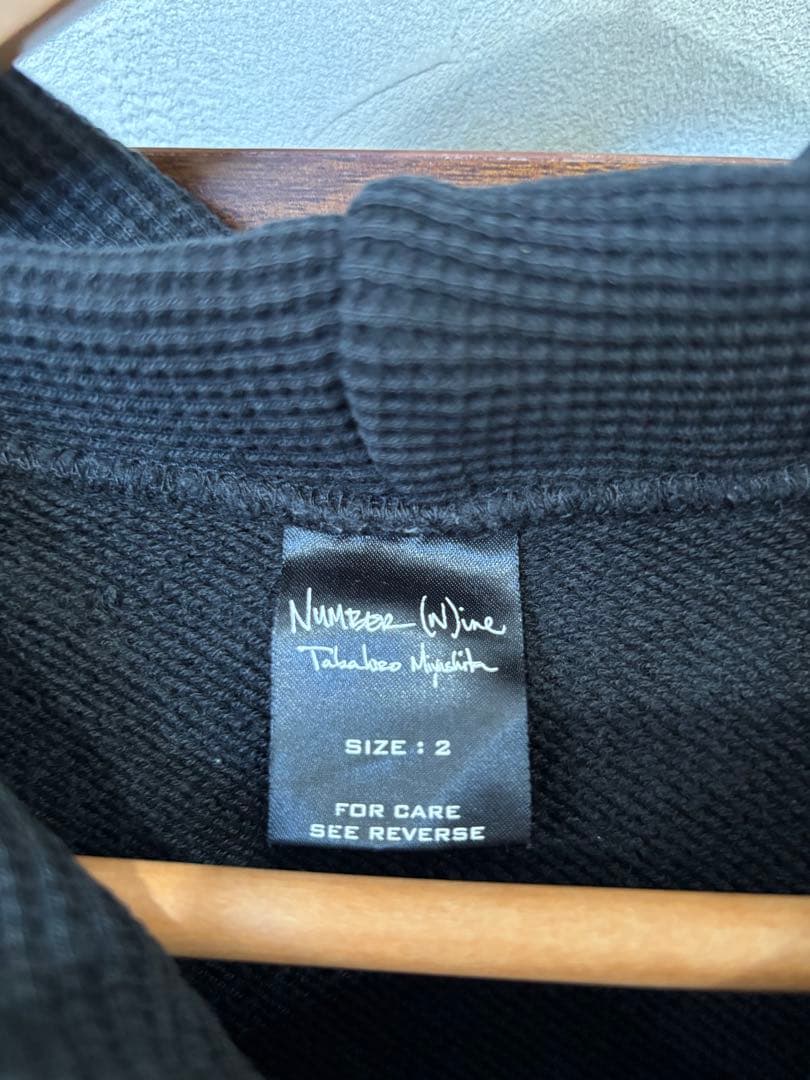 NUMBER (N)ine
Takahiro Miyashita
SIZE : 2
FOR CARE
SEE REVERSE